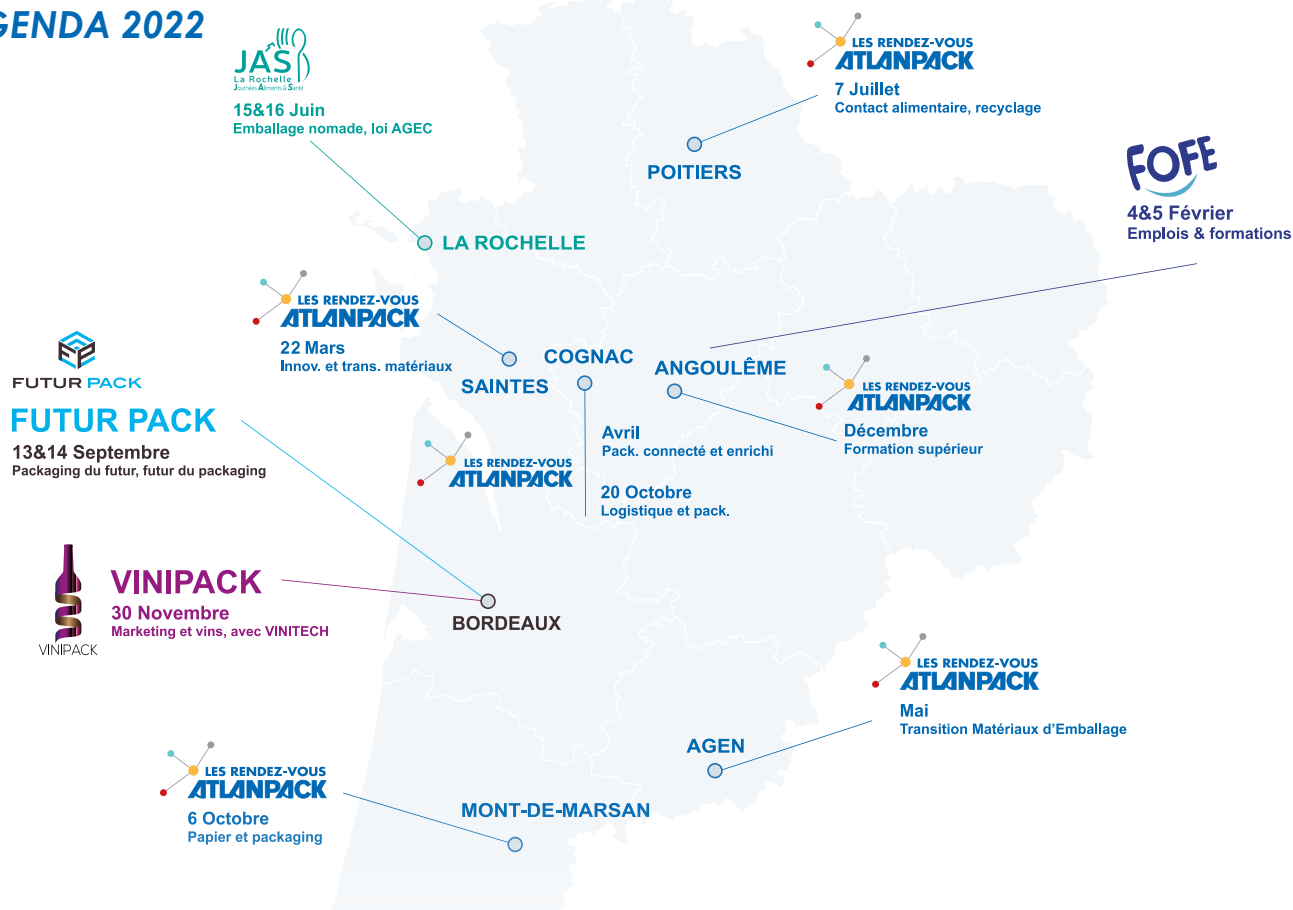 GENDA 2022
JAS
La Rochelle
Journées Aliments & Santé
15&16 Juin
Emballage nomade, loi AGEC
LES RENDEZ-VOUS
ATLANPACK
7 Juillet
Contact alimentaire, recyclage
POITIERS
FOFE
4&5 Février
Emplois & formations
LA ROCHELLE
LES RENDEZ-VOUS
ATLANPACK
22 Mars
Innov. et trans. matériaux
SAINTES
COGNAC
ANGOULÊME
LES RENDEZ-VOUS
ATLANPACK
Décembre
Formation supérieur
FUTUR PACK
FUTUR PACK
13&14 Septembre
Packaging du futur, futur du packaging
LES RENDEZ-VOUS
ATLANPACK
Avril
Pack. connecté et enrichi
20 Octobre
Logistique et pack.
VINIPACK
VINIPACK
30 Novembre
Marketing et vins, avec VINITECH
BORDEAUX
LES RENDEZ-VOUS
ATLANPACK
Mai
Transition Matériaux d'Emballage
AGEN
LES RENDEZ-VOUS
ATLANPACK
6 Octobre
Papier et packaging
MONT-DE-MARSAN